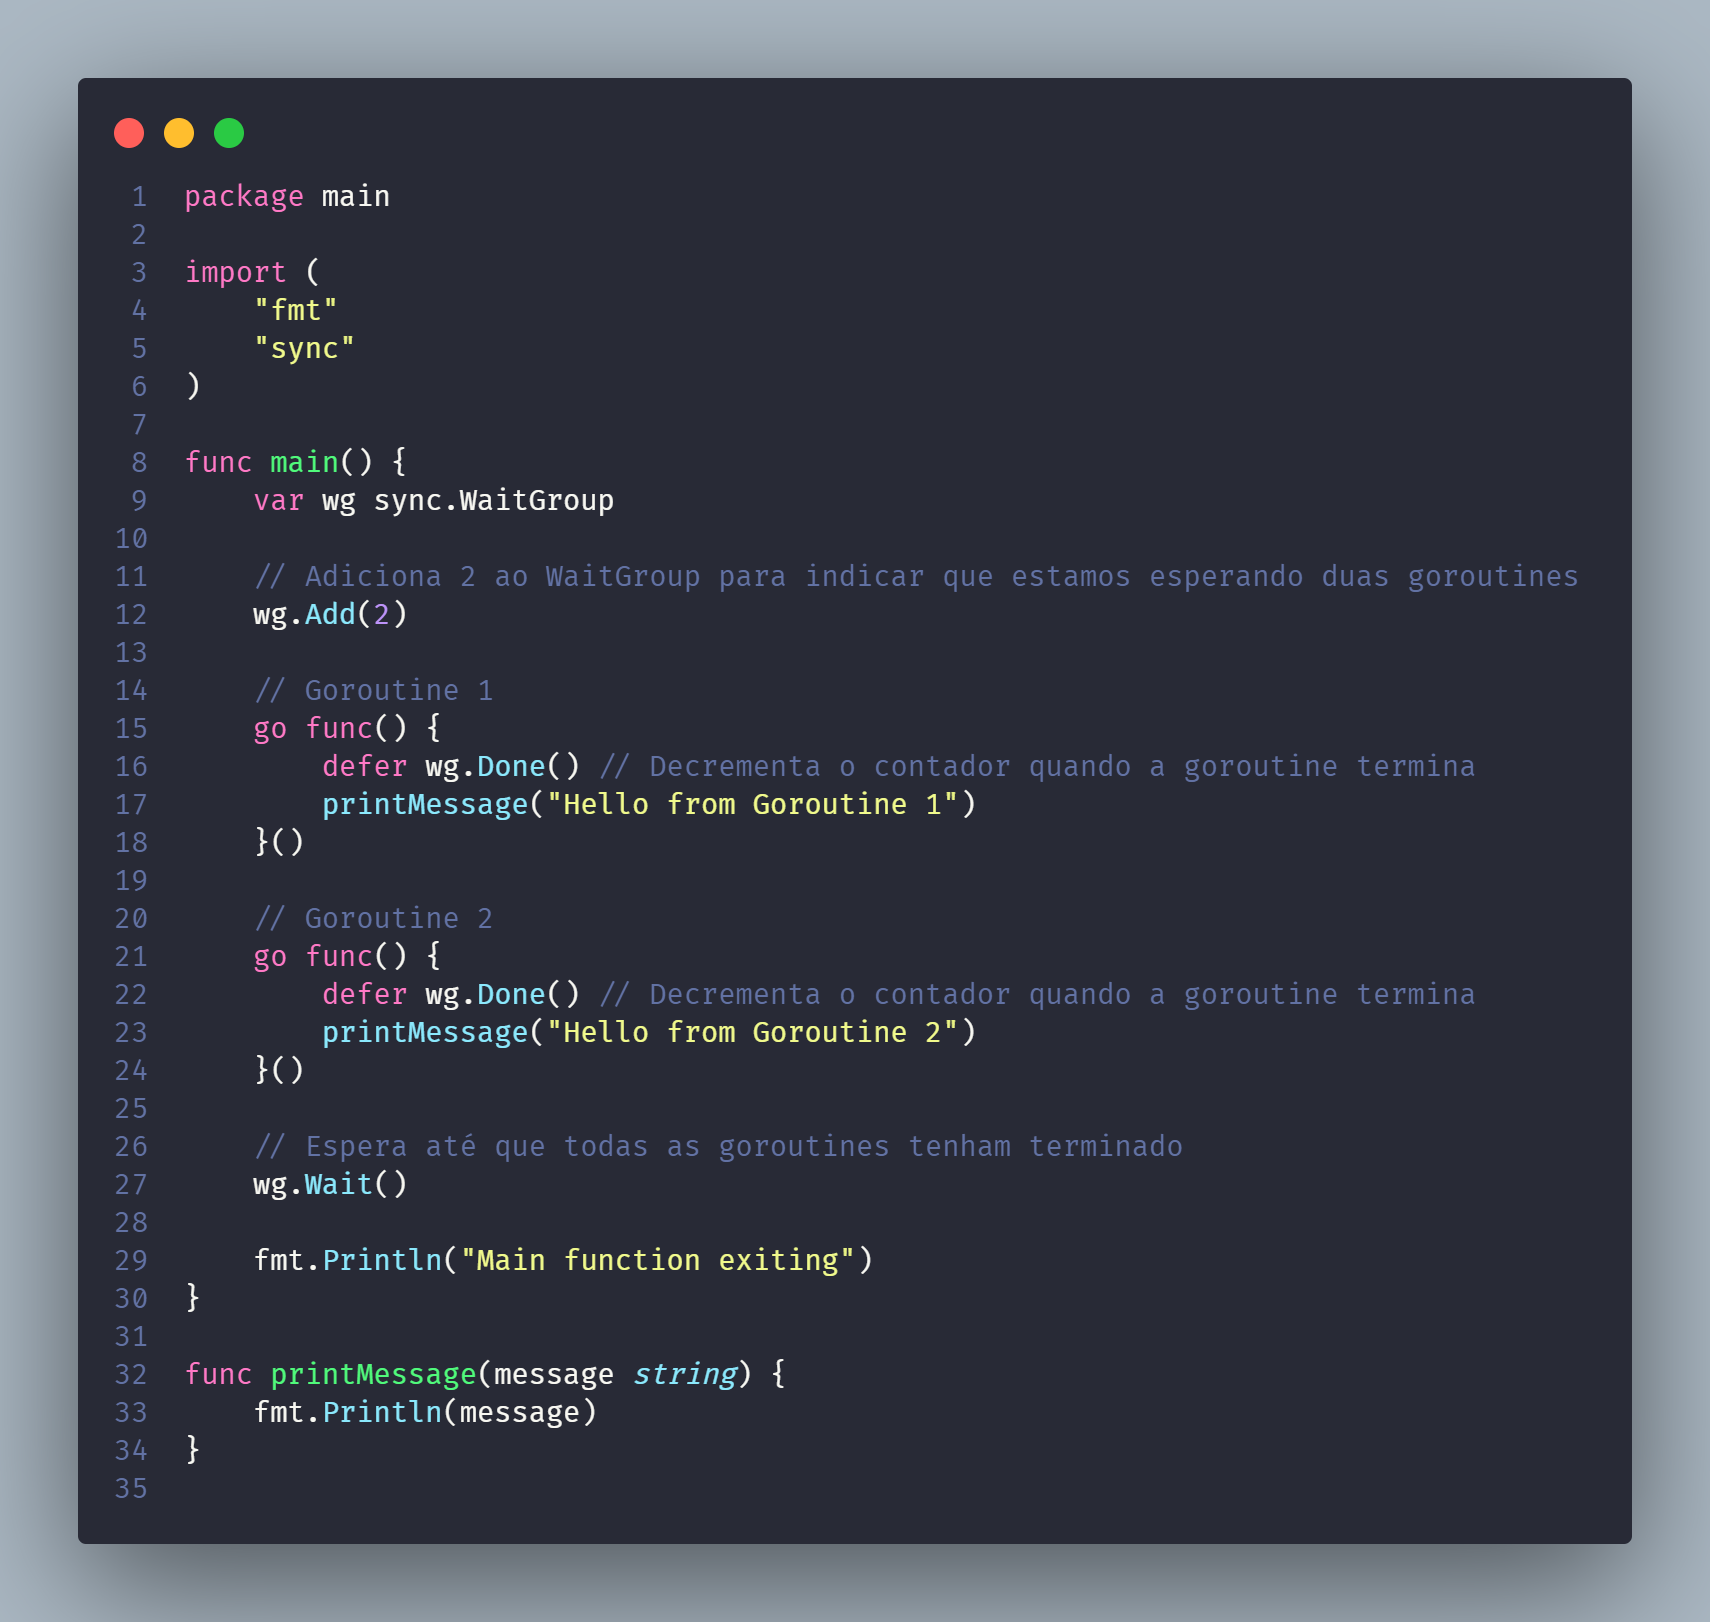 1 package main
2
3 import (
4     "fmt"
5     "sync"
6 )
7
8 func main() {
9     var wg sync.WaitGroup
10
11     // Adiciona 2 ao WaitGroup para indicar que estamos esperando duas goroutines
12     wg.Add(2)
13
14     // Goroutine 1
15     go func() {
16         defer wg.Done() // Decrementa o contador quando a goroutine termina
17         printMessage("Hello from Goroutine 1")
18     }()
19
20     // Goroutine 2
21     go func() {
22         defer wg.Done() // Decrementa o contador quando a goroutine termina
23         printMessage("Hello from Goroutine 2")
24     }()
25
26     // Espera até que todas as goroutines tenham terminado
27     wg.Wait()
28
29     fmt.Println("Main function exiting")
30 }
31
32 func printMessage(message string) {
33     fmt.Println(message)
34 }
35